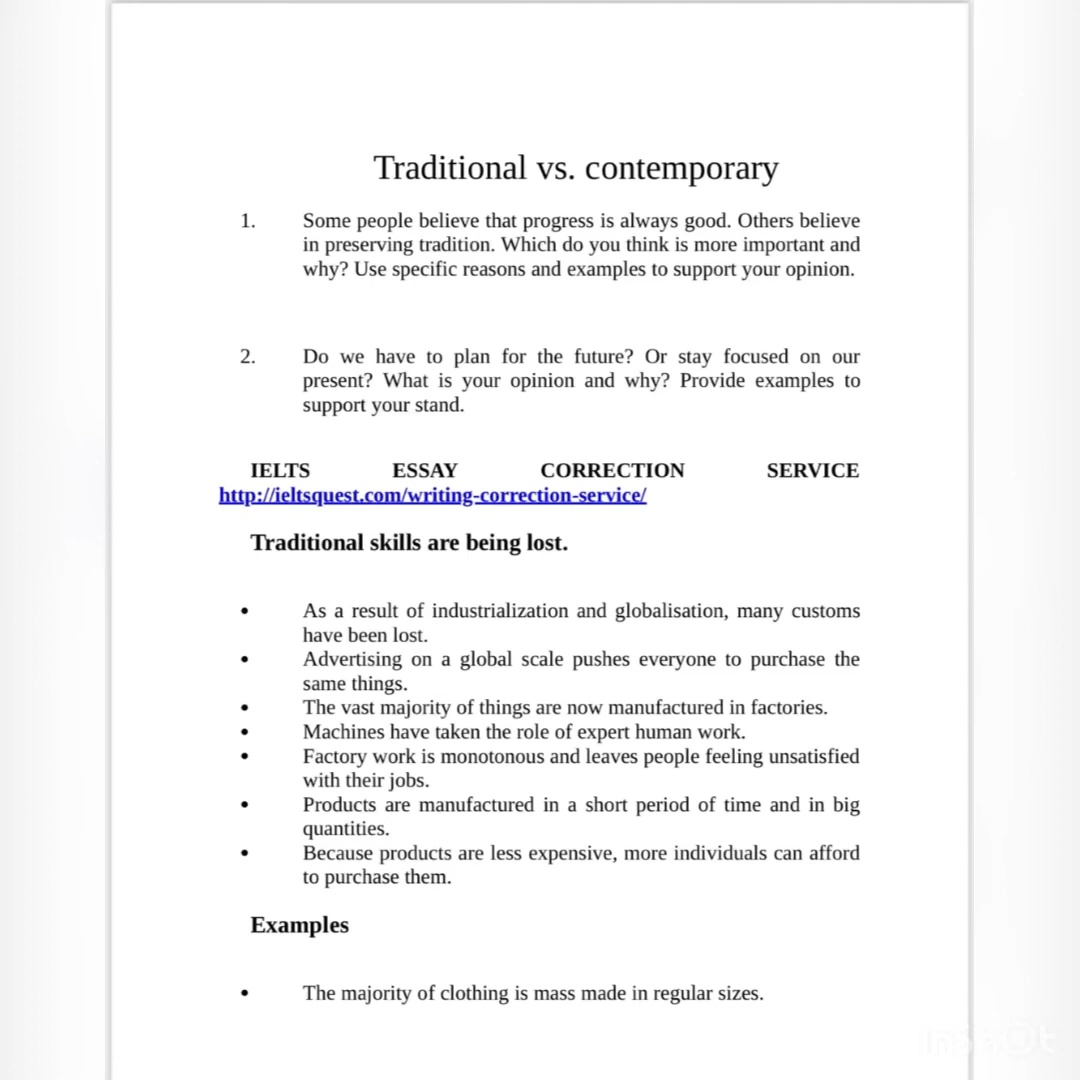 Traditional vs. contemporary
1. Some people believe that progress is always good. Others believe
in preserving tradition. Which do you think is more important and
why? Use specific reasons and examples to support your opinion.
2. Do we have to plan for the future? Or stay focused on our
present? What is your opinion and why? Provide examples to
support your stand.
IELTS ESSAY CORRECTION SERVICE
http://ieltsquest.com/writing-correction-service/
Traditional skills are being lost.
• As a result of industrialization and globalisation, many customs
have been lost.
• Advertising on a global scale pushes everyone to purchase the
same things.
• The vast majority of things are now manufactured in factories.
• Machines have taken the role of expert human work.
• Factory work is monotonous and leaves people feeling unsatisfied
with their jobs.
• Products are manufactured in a short period of time and in big
quantities.
• Because products are less expensive, more individuals can afford
to purchase them.
Examples
• The majority of clothing is mass made in regular sizes.